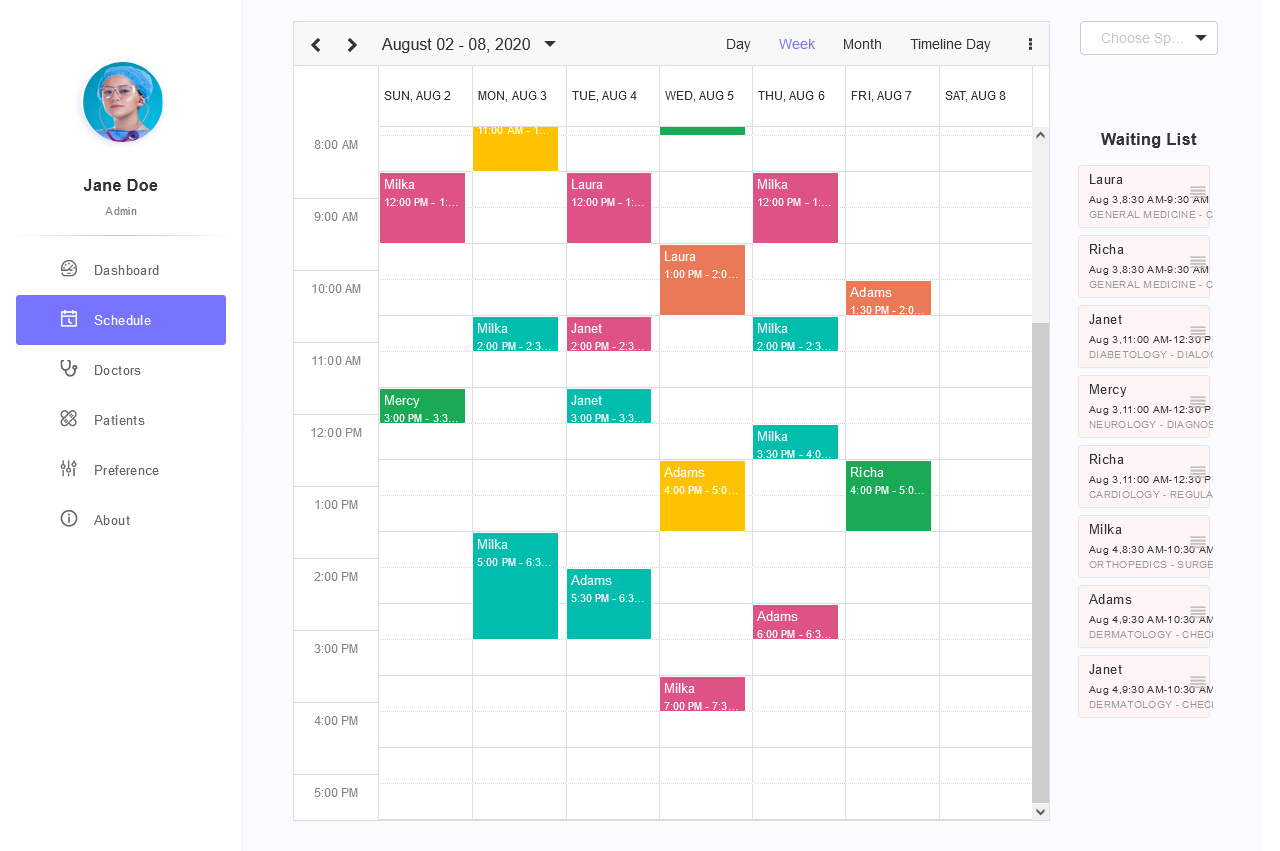 Jane Doe
Admin
Dashboard
Schedule
Doctors
Patients
Preference
About
August 02 - 08, 2020
Day
Week
Month
Timeline Day
SUN, AUG 2
MON, AUG 3
TUE, AUG 4
WED, AUG 5
THU, AUG 6
FRI, AUG 7
SAT, AUG 8
8:00 AM
9:00 AM
10:00 AM
11:00 AM
12:00 PM
1:00 PM
2:00 PM
3:00 PM
4:00 PM
5:00 PM
Milka
12:00 PM - 1:...
Mercy
3:00 PM - 3:3...
11:00 AM - 1...
Milka
2:00 PM - 2:3...
Milka
5:00 PM - 6:3...
Laura
12:00 PM - 1:...
Janet
2:00 PM - 2:3...
Janet
3:00 PM - 3:3...
Adams
5:30 PM - 6:3...
Laura
1:00 PM - 2:0...
Adams
4:00 PM - 5:0...
Milka
7:00 PM - 7:3...
Milka
12:00 PM - 1:...
Milka
2:00 PM - 2:3...
Milka
3:30 PM - 4:0...
Adams
6:00 PM - 6:3...
Adams
1:30 PM - 2:0...
Richa
4:00 PM - 5:0...
Choose Sp...
Waiting List
Laura
Aug 3,8:30 AM-9:30 AM
GENERAL MEDICINE - C
Richa
Aug 3,8:30 AM-9:30 AM
GENERAL MEDICINE - C
Janet
Aug 3,11:00 AM-12:30 P
DIABETOLOGY - DIALO
Mercy
Aug 3,11:00 AM-12:30 P
NEUROLOGY - DIAGNOS
Richa
Aug 3,11:00 AM-12:30 P
CARDIOLOGY - REGULA
Milka
Aug 4,8:30 AM-10:30 AM
ORTHOPEDICS - SURGE
Adams
Aug 4,9:30 AM-10:30 AM
DERMATOLOGY - CHEC
Janet
Aug 4,9:30 AM-10:30 AM
DERMATOLOGY - CHEC